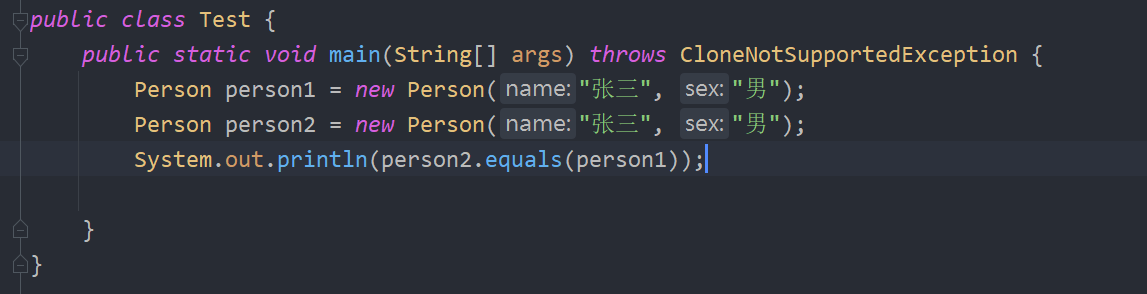 public class Test {
public static void main(String[] args) throws CloneNotSupportedException {
Person person1 = new Person( name: "张三", sex: "男");
Person person2 = new Person( name: "张三", sex: "男");
System.out.println(person2.equals(person1));
}
}